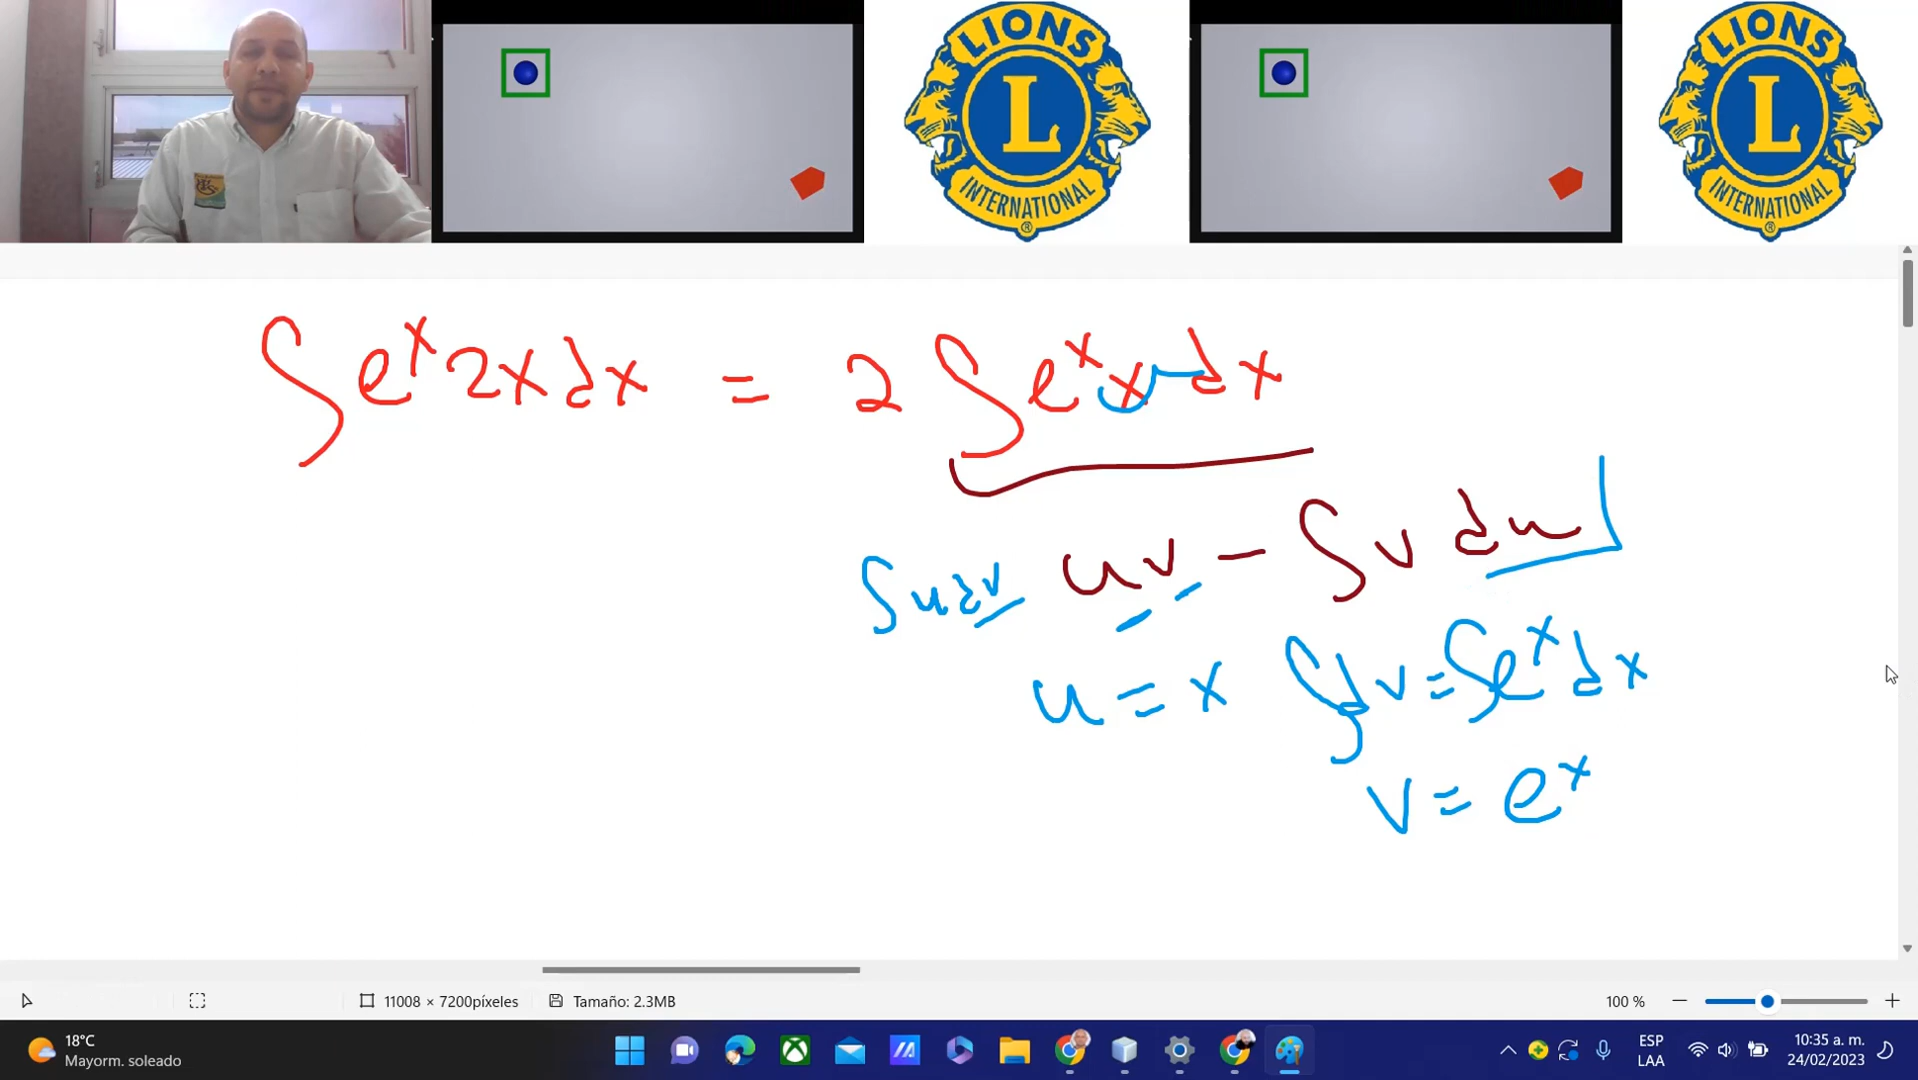 LIONS
L
INTERNATIONAL
®
LIONS
L
INTERNATIONAL
®
∫e^x 2x dx = 2 ∫e^x x dx
∫u dv uv - ∫v du
u = x ∫dv = ∫e^x dx
v = e^x
11008 × 7200píxeles
Tamaño: 2.3MB
100 %
18°C
Mayorm. soleado
ESP
LAA
10:35 a. m.
24/02/2023